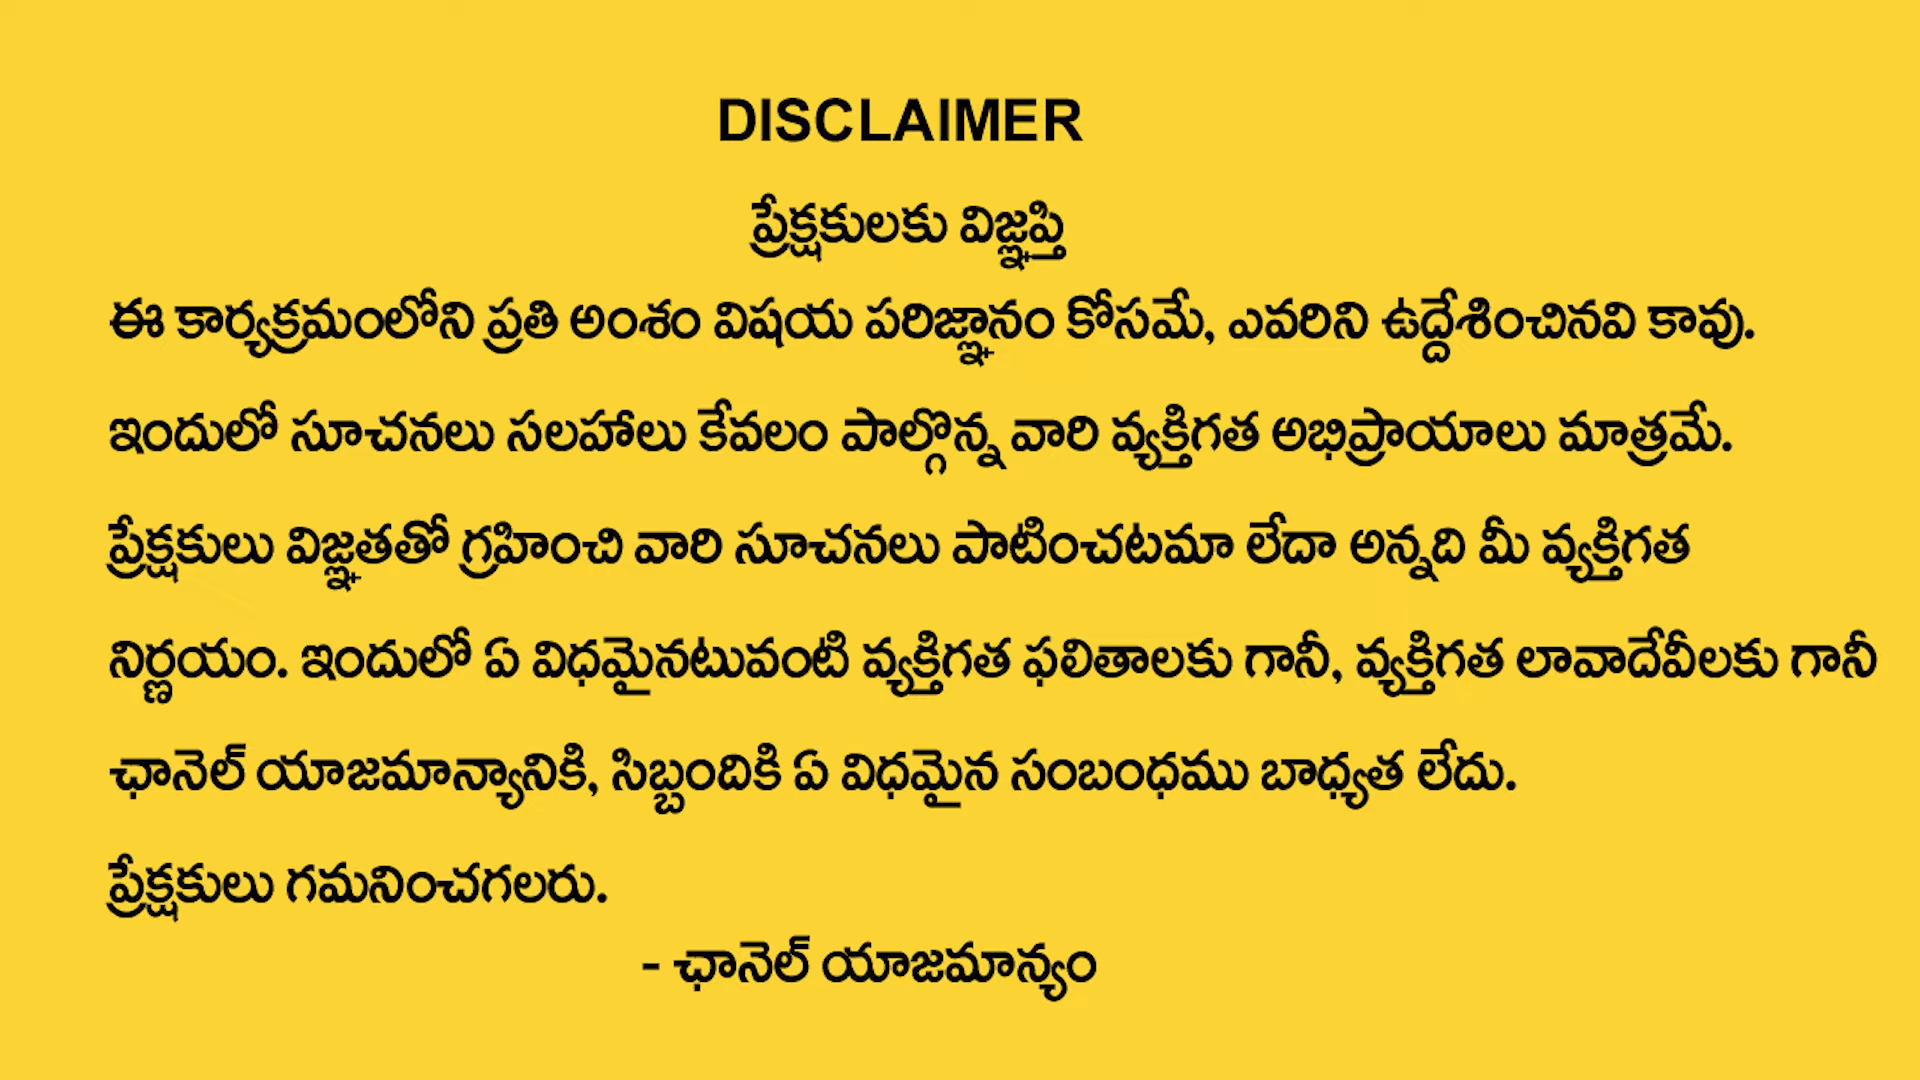 DISCLAIMER
ప్రేక్షకులకు విజ్ఞప్తి
ఈ కార్యక్రమంలోని ప్రతి అంశం విషయ పరిజ్ఞానం కోసమే, ఎవరిని ఉద్దేశించినవి కావు.
ఇందులో సూచనలు సలహాలు కేవలం పాల్గొన్న వారి వ్యక్తిగత అభిప్రాయాలు మాత్రమే.
ప్రేక్షకులు విజ్ఞతతో గ్రహించి వారి సూచనలు పాటించటమా లేదా అన్నది మీ వ్యక్తిగత
నిర్ణయం. ఇందులో ఏ విధమైనటువంటి వ్యక్తిగత ఫలితాలకు గానీ, వ్యక్తిగత లావాదేవీలకు గానీ
ఛానెల్ యాజమాన్యానికి, సిబ్బందికి ఏ విధమైన సంబంధము బాధ్యత లేదు.
ప్రేక్షకులు గమనించగలరు.
- ఛానెల్ యాజమాన్యం